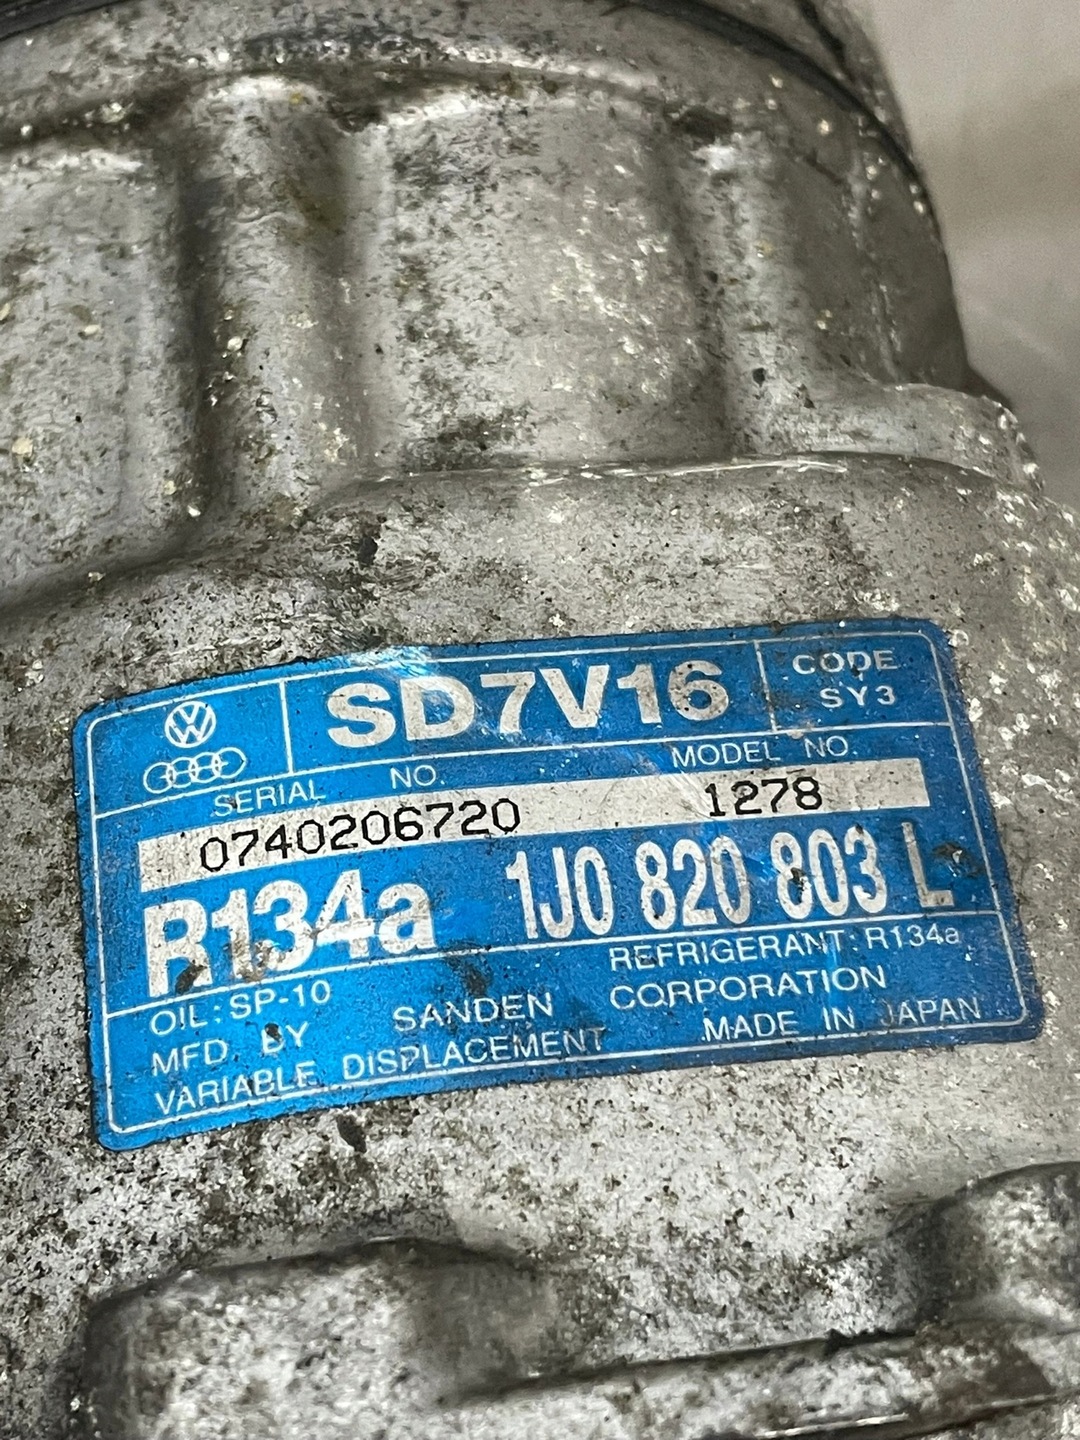 SD7V16
CODE
SY3
SERIAL NO.
MODEL NO.
0740206720
1278
R134a
1J0 820 803 L
OIL: SP-10
REFRIGERANT: R134a
MFD BY SANDEN CORPORATION
VARIABLE DISPLACEMENT
MADE IN JAPAN